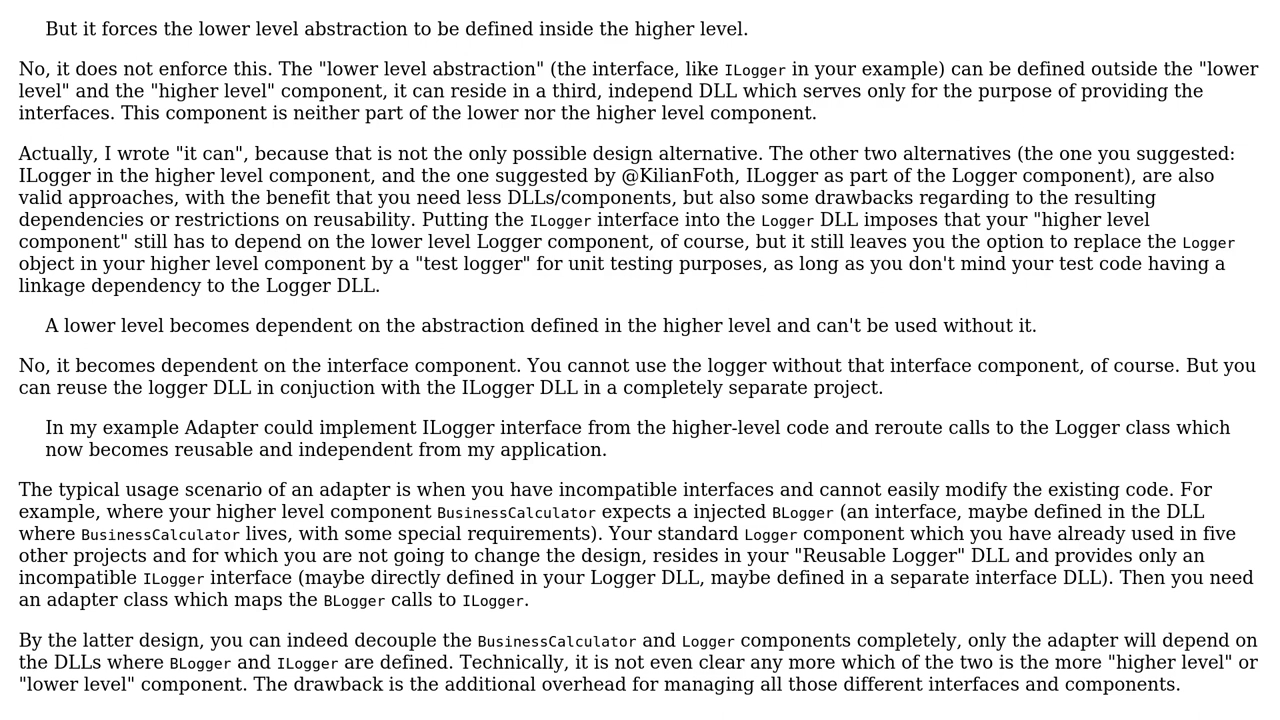 But it forces the lower level abstraction to be defined inside the higher level.
No, it does not enforce this. The "lower level abstraction" (the interface, like ILogger in your example) can be defined outside the "lower
level" and the "higher level" component, it can reside in a third, independ DLL which serves only for the purpose of providing the
interfaces. This component is neither part of the lower nor the higher level component.
Actually, I wrote "it can", because that is not the only possible design alternative. The other two alternatives (the one you suggested:
ILogger in the higher level component, and the one suggested by @KilianFoth, ILogger as part of the Logger component), are also
valid approaches, with the benefit that you need less DLLs/components, but also some drawbacks regarding to the resulting
dependencies or restrictions on reusability. Putting the ILogger interface into the Logger DLL imposes that your "higher level
component" still has to depend on the lower level Logger component, of course, but it still leaves you the option to replace the Logger
object in your higher level component by a "test logger" for unit testing purposes, as long as you don't mind your test code having a
linkage dependency to the Logger DLL.
A lower level becomes dependent on the abstraction defined in the higher level and can't be used without it.
No, it becomes dependent on the interface component. You cannot use the logger without that interface component, of course. But you
can reuse the logger DLL in conjuction with the ILogger DLL in a completely separate project.
In my example Adapter could implement ILogger interface from the higher-level code and reroute calls to the Logger class which
now becomes reusable and independent from my application.
The typical usage scenario of an adapter is when you have incompatible interfaces and cannot easily modify the existing code. For
example, where your higher level component BusinessCalculator expects a injected BLogger (an interface, maybe defined in the DLL
where BusinessCalculator lives, with some special requirements). Your standard Logger component which you have already used in five
other projects and for which you are not going to change the design, resides in your "Reusable Logger" DLL and provides only an
incompatible ILogger interface (maybe directly defined in your Logger DLL, maybe defined in a separate interface DLL). Then you need
an adapter class which maps the BLogger calls to ILogger.
By the latter design, you can indeed decouple the BusinessCalculator and Logger components completely, only the adapter will depend on
the DLLs where BLogger and ILogger are defined. Technically, it is not even clear any more which of the two is the more "higher level" or
"lower level" component. The drawback is the additional overhead for managing all those different interfaces and components.